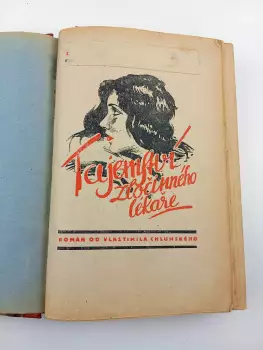 Tajemství
zločinného
lékaře
ROMÁN OD VLASTIMILA CHLUMSKÉHO